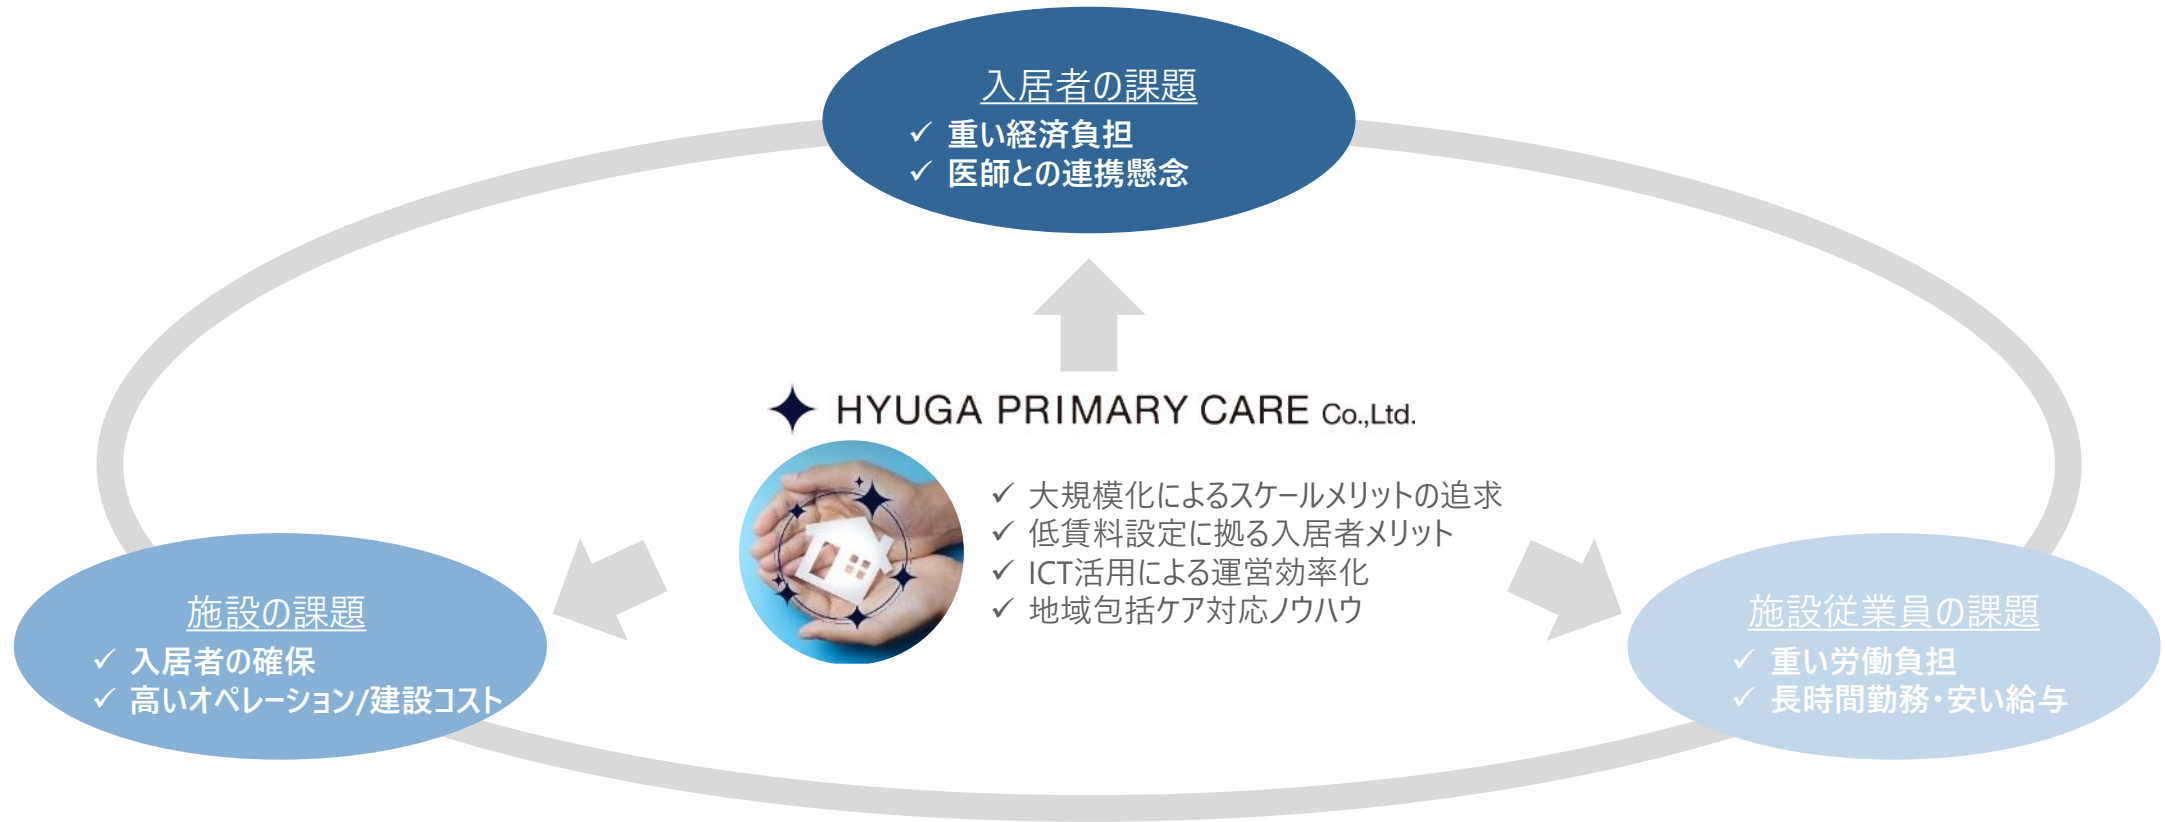 入居者の課題
✓ 重い経済負担
✓ 医師との連携懸念
HYUGA PRIMARY CARE Co.,Ltd.
✓ 大規模化によるスケールメリットの追求
✓ 低賃料設定に拠る入居者メリット
✓ ICT活用による運営効率化
✓ 地域包括ケア対応ノウハウ
施設の課題
✓ 入居者の確保
✓ 高いオペレーション/建設コスト
施設従業員の課題
✓ 重い労働負担
✓ 長時間勤務・安い給与